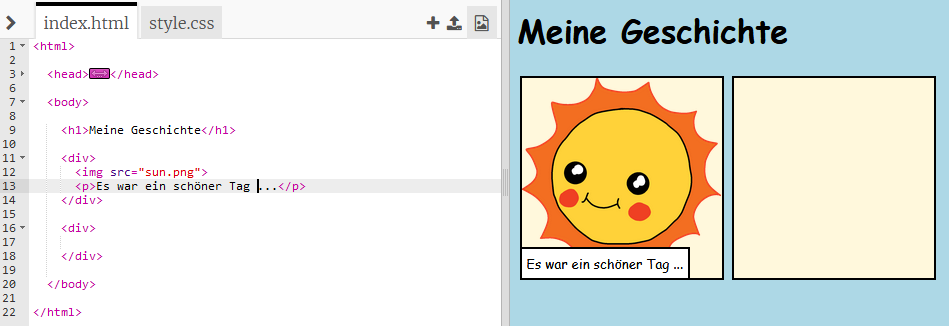 index.html style.css
1 <html>
2
3 <head></head>
6
7 <body>
8
9 <h1>Meine Geschichte</h1>
10
11 <div>
12 <img src="sun.png">
13 <p>Es war ein schöner Tag ...</p>
14 </div>
15
16 <div>
17
18 </div>
19
20 </body>
21
22 </html>
Meine Geschichte
Es war ein schöner Tag ...